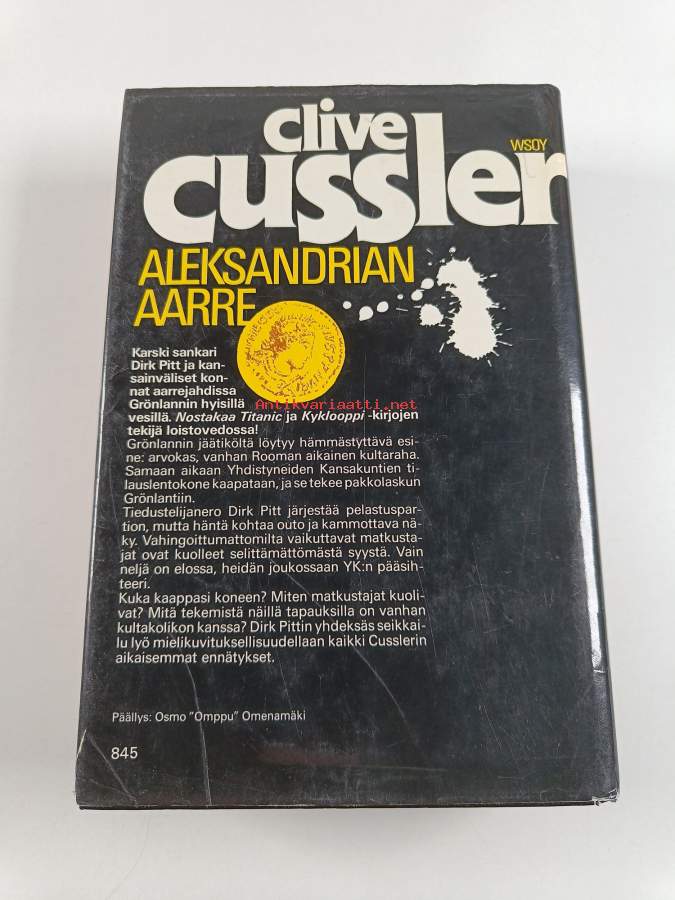 clive
cussler
WSOY
ALEKSANDRIAN
AARRE
Karski sankari
Dirk Pitt ja kan-
sainväliset kon-
nat aarrejahdissa
Grönlannin hyisillä
Antikvariaatti.net
vesillä. Nostakaa Titanic ja Kyklooppi -kirjojen
tekijä loistovedossa!
Grönlannin jäätiköltä löytyy hämmästyttävä esi-
ne: arvokas, vanhan Rooman aikainen kultaraha.
Samaan aikaan Yhdistyneiden Kansakuntien ti-
lauslentokone kaapataan, ja se tekee pakkolaskun
Grönlantiin.
Tiedustelijanero Dirk Pitt järjestää pelastuspar-
tion, mutta häntä kohtaa outo ja kammottava nä-
ky. Vahingoittumattomilta vaikuttavat matkusta-
jat ovat kuolleet selittämättömästä syystä. Vain
neljä on elossa, heidän joukossaan YK:n pääsih-
teeri.
Kuka kaappasi koneen? Miten matkustajat kuoli-
vat? Mitä tekemistä näillä tapauksilla on vanhan
kultakolikon kanssa? Dirk Pittin yhdeksäs seikkai-
lu lyö mielikuvituksellisuudellaan kaikki Cusslerin
aikaisemmat ennätykset.
Päällys: Osmo "Omppu" Omenamäki
845